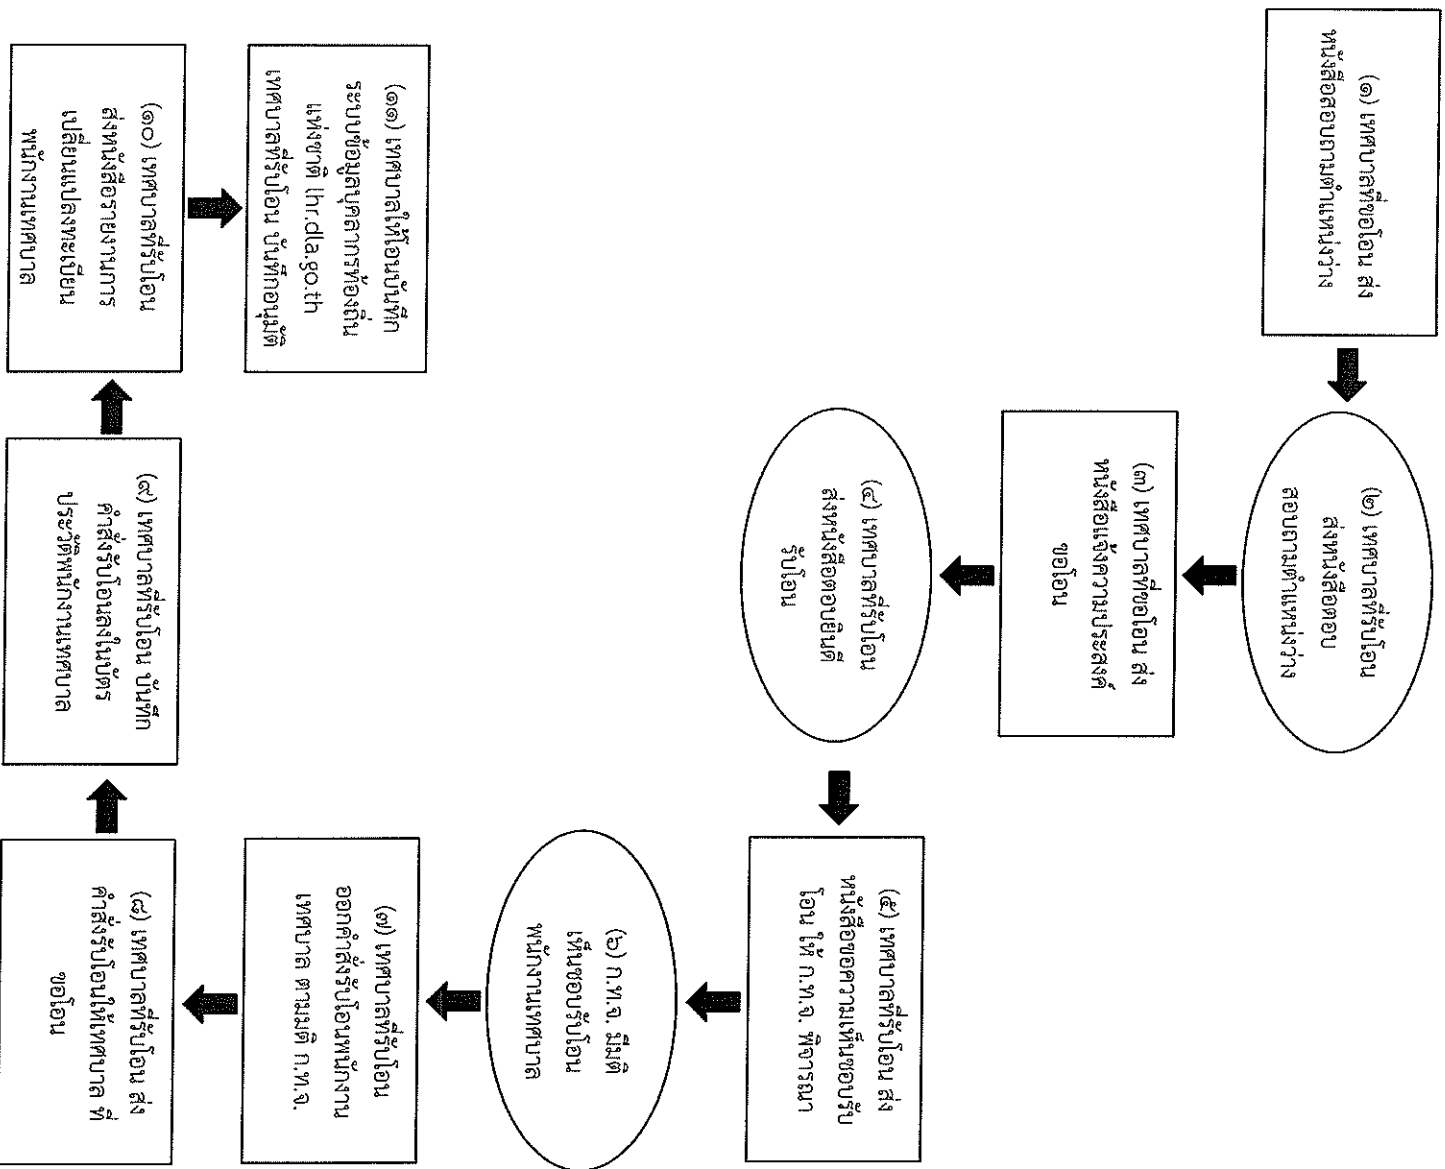 (๑) เทศบาลที่ขอโอน ส่ง
หนังสือสอบถามตำแหน่งว่าง
(๒) เทศบาลที่รับโอน
ส่งหนังสือตอบ
สอบถามตำแหน่งว่าง
(๓) เทศบาลที่ขอโอน ส่ง
หนังสือแจ้งความประสงค์
ขอโอน
(๔) เทศบาลที่รับโอน
ส่งหนังสือตอบยินดี
รับโอน
(๕) เทศบาลที่รับโอน ส่ง
หนังสือขอความเห็นชอบรับ
โอน ให้ ก.ท.จ. พิจารณา
(๖) ก.ท.จ. มีมติ
เห็นชอบรับโอน
พนักงานเทศบาล
(๗) เทศบาลที่รับโอน
ออกคำสั่งรับโอนพนักงาน
เทศบาล ตามมติ ก.ท.จ.
(๘) เทศบาลที่รับโอน ส่ง
คำสั่งรับโอนให้เทศบาล ที่
ขอโอน
(๙) เทศบาลที่รับโอน บันทึก
คำสั่งรับโอนลงในบัตร
ประวัติพนักงานเทศบาล
(๑๐) เทศบาลที่รับโอน
ส่งหนังสือรายงานการ
เปลี่ยนแปลงทะเบียน
พนักงานเทศบาล
(๑๑) เทศบาลให้โอนบันทึก
ระบบข้อมูลบุคลากรท้องถิ่น
แห่งชาติ lhr.dla.go.th
เทศบาลที่รับโอน บันทึกอนุมัติ